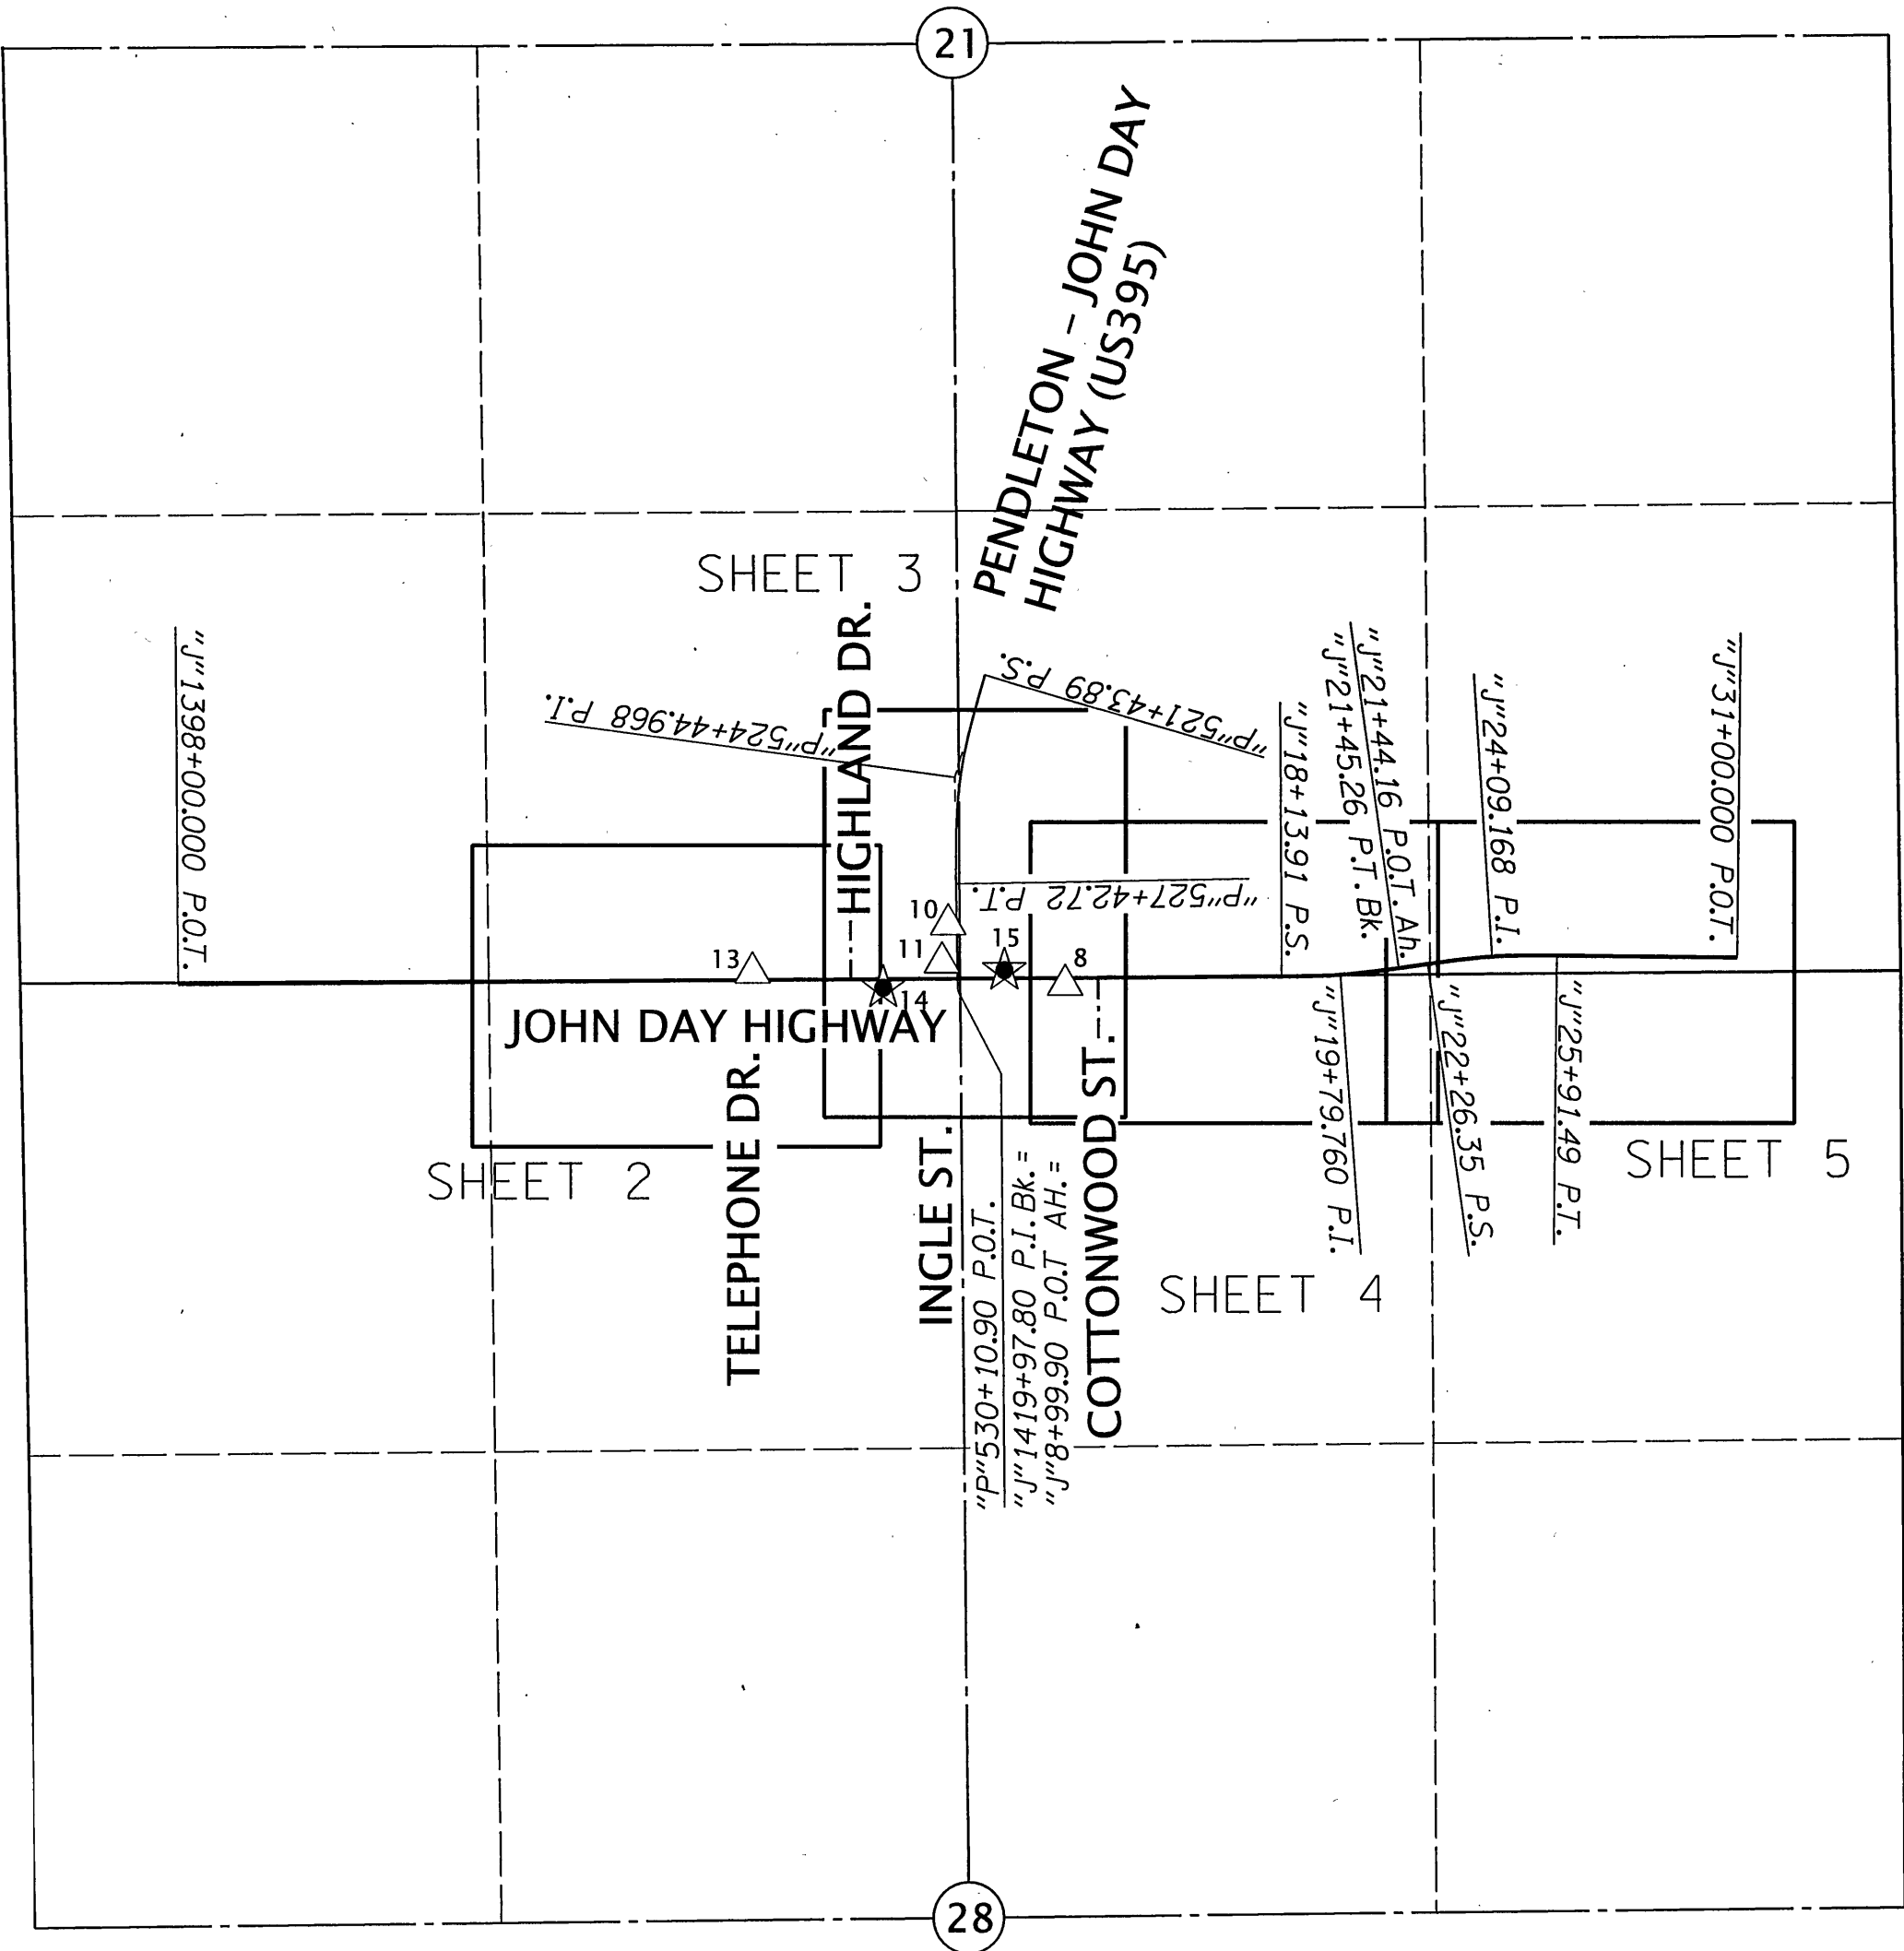 21
PENDLETON - JOHN DAY
HIGHWAY (US395)
SHEET 3
HIGHLAND DR.
"J"1398+00.000 P.O.T.
"P"524+44.968 P.I.
"P"521+43.89 P.S.
"J"18+13.91 P.S.
"J"21+45.26 P.T. Bk.
"J"21+44.16 P.O.T. Ah.
"J"24+09.168 P.I.
"J"31+00.000 P.O.T.
"P"527+42.72 P.T.
10
11
15
13
8
14
JOHN DAY HIGHWAY
TELEPHONE DR.
INGLE ST.
COTTONWOOD ST.
"P"530+10.90 P.O.T.
"J"1419+97.80 P.I. Bk.=
"J"8+99.90 P.O.T AH.=
"J"19+79.760 P.I.
"J"22+26.35 P.S.
"J"25+91.49 P.T.
SHEET 2
SHEET 4
SHEET 5
28